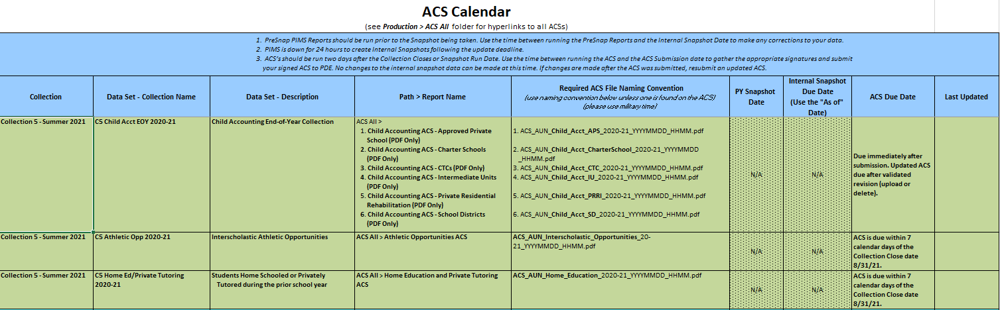 ACS Calendar
(see Production > ACS All folder for hyperlinks to all ACSs)
1. PreSnap PIMS Reports should be run prior to the Snapshot being taken. Use the time between running the PreSnap Reports and the Internal Snapshot Date to make any corrections to your data.
2. PIMS is down for 24 hours to create Internal Snapshots following the update deadline.
3. ACS's should be run two days after the Collection Closes or Snapshot Run Date. Use the time between running the ACS and the ACS Submission date to gather the appropriate signatures and submit
your signed ACS to PDE. No changes to the internal snapshot data can be made at this time. If changes are made after the ACS was submitted, resubmit an updated ACS.
Collection
Data Set - Collection Name
Data Set - Description
Path > Report Name
Required ACS File Naming Convention
(use naming convention below unless one is found on the ACS)
(please use military time)
PY Snapshot
Date
Internal Snapshot
Due Date
(Use the "As of"
Date)
ACS Due Date
Last Updated
Collection 5 - Summer 2021
C5 Child Acct EOY 2020-21
Child Accounting End-of-Year Collection
ACS All >
1. Child Accounting ACS - Approved Private
School (PDF Only)
2. Child Accounting ACS - Charter Schools
(PDF Only)
3. Child Accounting ACS - CTCs (PDF Only)
4. Child Accounting ACS - Intermediate Units
(PDF Only)
5. Child Accounting ACS - Private Residential
Rehabilitation (PDF Only)
6. Child Accounting ACS - School Districts
(PDF Only)
1. ACS_AUN_Child_Acct_APS_2020-21_YYYYMMDD_HHMM.pdf
2. ACS_AUN_Child_Acct_CharterSchool_2020-21_YYYYMMDD
_HHMM.pdf
3. ACS_AUN_Child_Acct_CTC_2020-21_YYYYMMDD_HHMM.pdf
4. ACS_AUN_Child_Acct_IU_2020-21_YYYYMMDD_HHMM.pdf
5. ACS_AUN_Child_Acct_PRRI_2020-21_YYYYMMDD_HHMM.pdf
6. ACS_AUN_Child_Acct_SD_2020-21_YYYYMMDD_HHMM.pdf
N/A
N/A
Due immediately after
submission. Updated ACS
due after validated
revision (upload or
delete).
Collection 5 - Summer 2021
C5 Athletic Opp 2020-21
Interscholastic Athletic Opportunities
ACS All > Athletic Opportunities ACS
ACS_AUN_Interscholastic_Opportunities_20-
21_YYYYMMDD_HHMM.pdf
N/A
N/A
ACS is due within 7
calendar days of the
Collection Close date
8/31/21.
Collection 5 - Summer 2021
C5 Home Ed/Private Tutoring
2020-21
Students Home Schooled or Privately
Tutored during the prior school year
ACS All > Home Education and Private Tutoring
ACS
ACS_AUN_Home_Education_2020-21_YYYYMMDD_HHMM.pdf
N/A
N/A
ACS is due within 7
calendar days of the
Collection Close date
8/31/21.